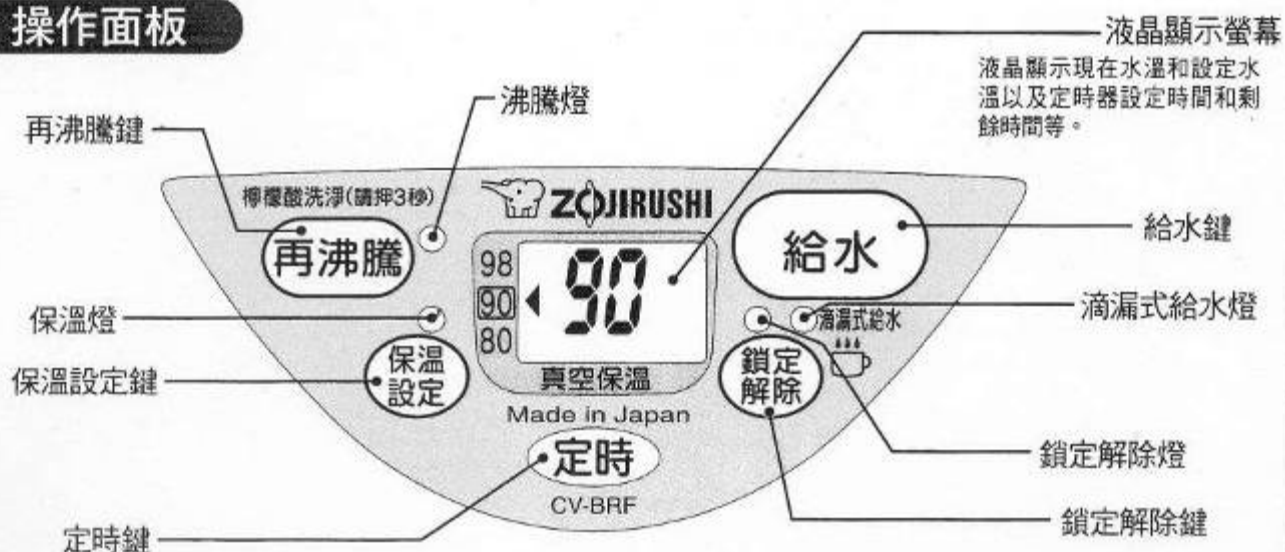 操作面板
液晶顯示螢幕
液晶顯示現在水溫和設定水
溫以及定時器設定時間和剩
餘時間等。
沸騰燈
再沸騰鍵
檸檬酸洗淨(請押3秒)
ZOJIRUSHI
再沸騰
給水
給水鍵
98
90
80
90
保溫燈
滴漏式給水
滴漏式給水燈
保溫設定鍵
保溫
設定
真空保溫
鎖定
解除
Made in Japan
定時
CV-BRF
鎖定解除燈
鎖定解除鍵
定時鍵